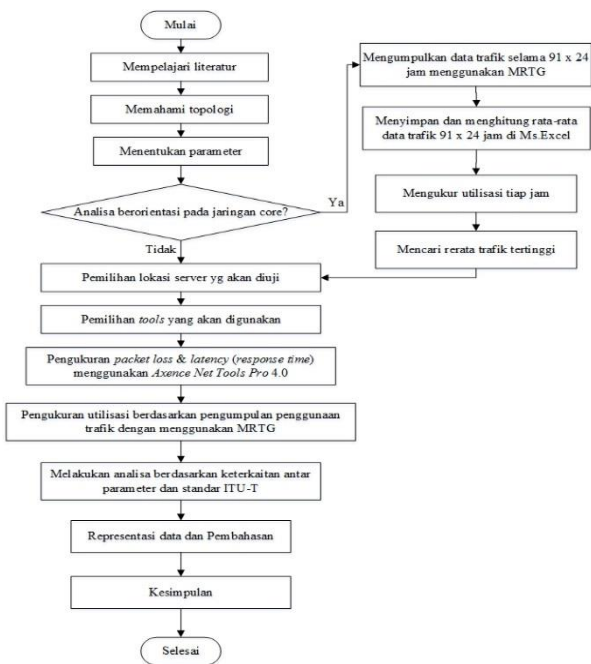 Mulai
Mempelajari literatur
Memahami topologi
Menentukan parameter
Analisa berorientasi pada jaringan core?
Ya
Tidak
Mengumpulkan data trafik selama 91 x 24
jam menggunakan MRTG
Menyimpan dan menghitung rata-rata
data trafik 91 x 24 jam di Ms.Excel
Mengukur utilisasi tiap jam
Mencari rerata trafik tertinggi
Pemilihan lokasi server yg akan diuji
Pemilihan tools yang akan digunakan
Pengukuran packet loss & latency (response time)
menggunakan Axence Net Tools Pro 4.0
Pengukuran utilisasi berdasarkan pengumpulan penggunaan
trafik dengan menggunakan MRTG
Melakukan analisa berdasarkan keterkaitan antar
parameter dan standar ITU-T
Representasi data dan Pembahasan
Kesimpulan
Selesai